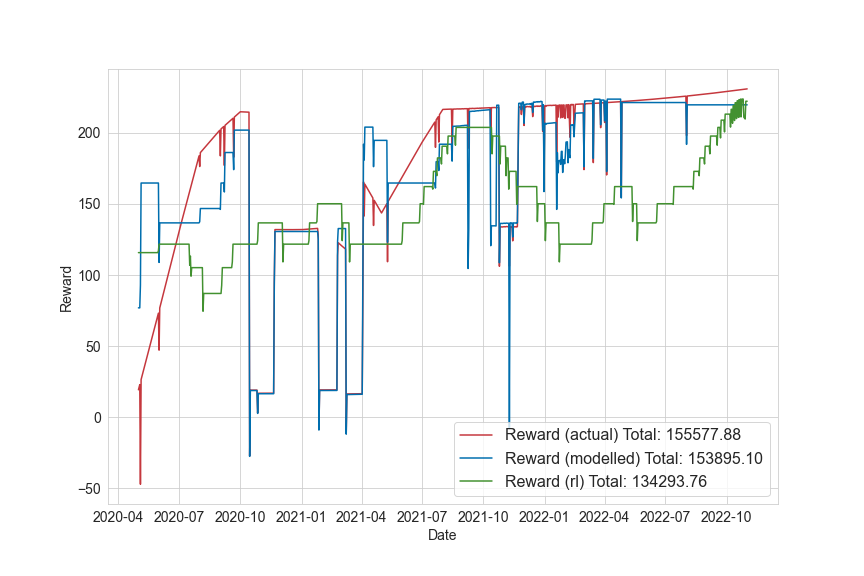 200
150
100
50
0
−50
Reward
2020-04 2020-07 2020-10 2021-01 2021-04 2021-07 2021-10 2022-01 2022-04 2022-07 2022-10
Date
Reward (actual) Total: 155577.88
Reward (modelled) Total: 153895.10
Reward (rl) Total: 134293.76